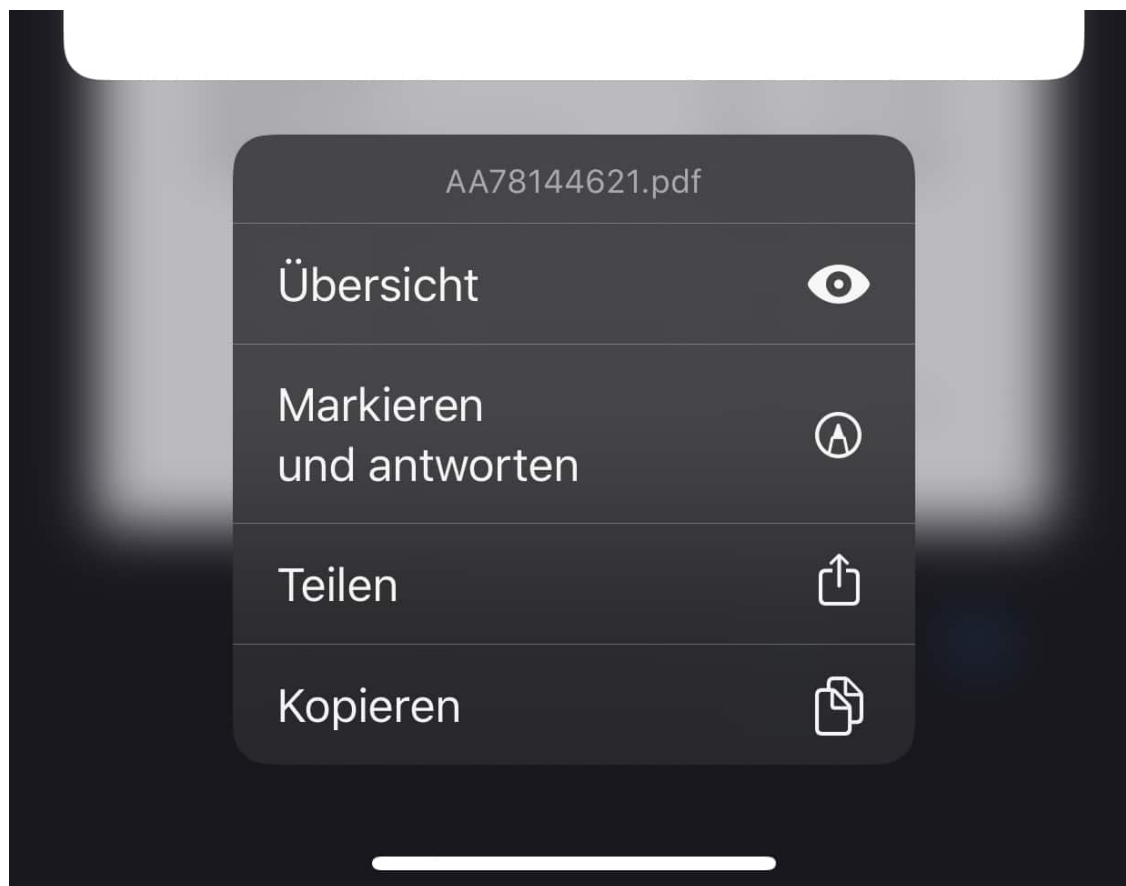 AA78144621.pdf
Übersicht
Markieren
und antworten
Teilen
Kopieren